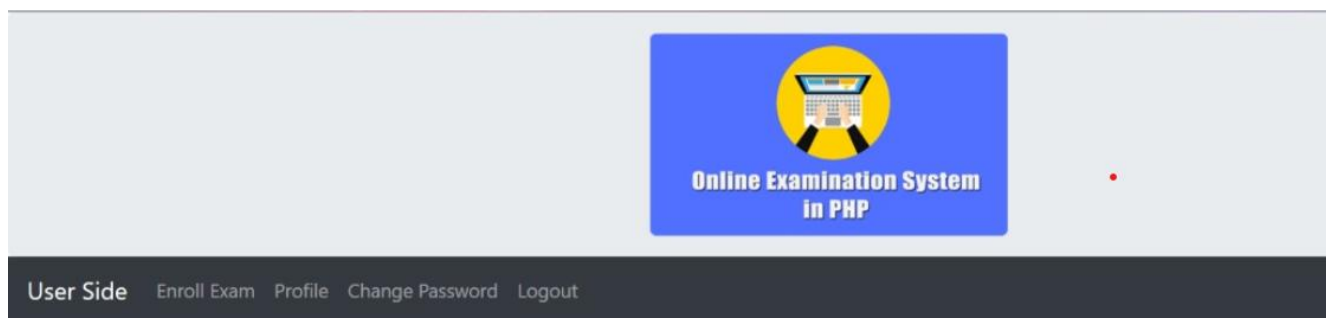 Online Examination System
in PHP
User Side Enroll Exam Profile Change Password Logout